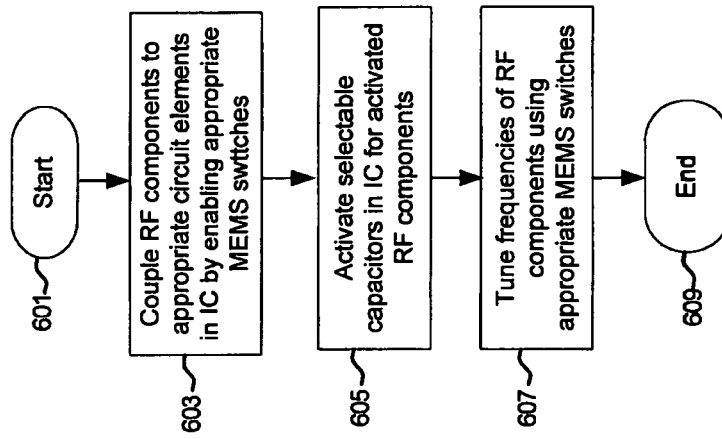 Start
601
Couple RF components to
appropriate circuit elements
in IC by enabling appropriate
MEMS switches
603
Activate selectable
capacitors in IC for activated
RF components
605
Tune frequencies of RF
components using
appropriate MEMS switches
607
End
609